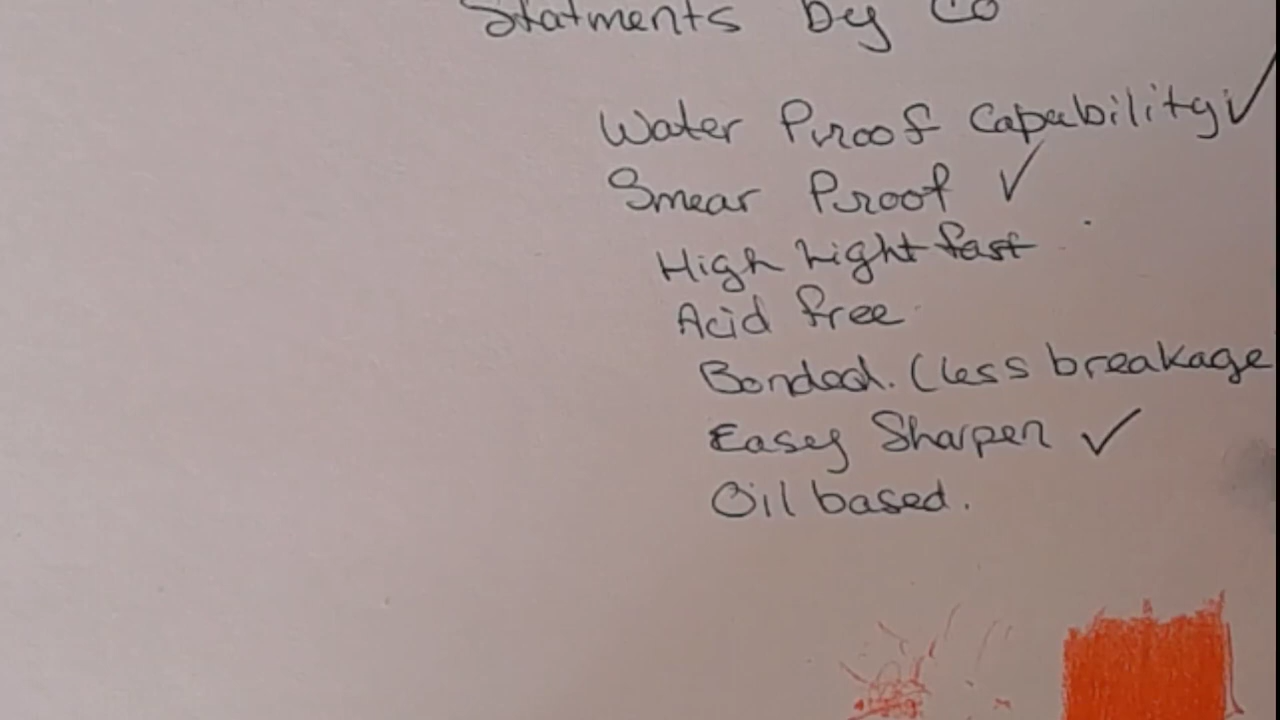 Statments by Co
Water Proof Capability ✓
Smear Proof ✓
High Light fast
Acid free
Bonded. (less breakage
Easey Sharpen ✓
Oil based.